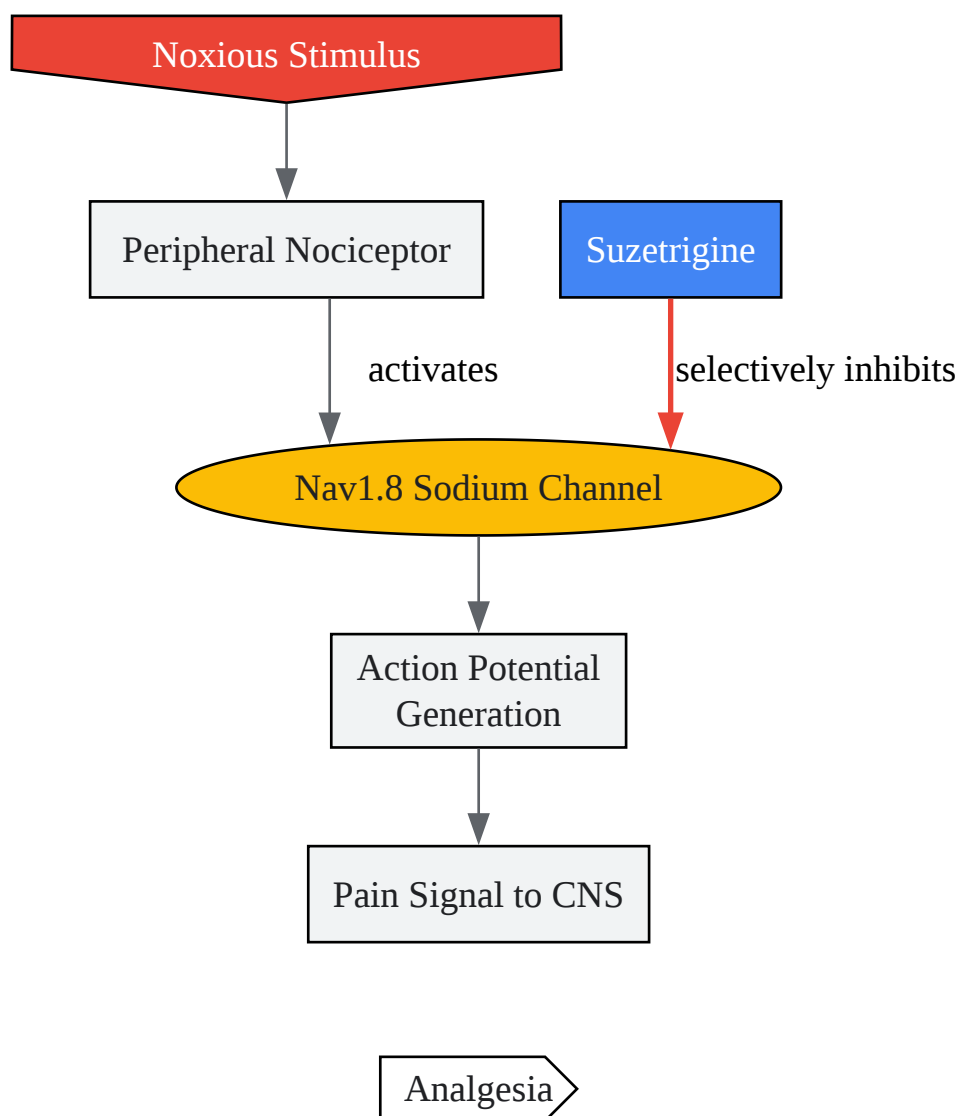 Noxious Stimulus
Peripheral Nociceptor
Suzetrigine
activates
selectively inhibits
Nav1.8 Sodium Channel
Action Potential
Generation
Pain Signal to CNS
Analgesia